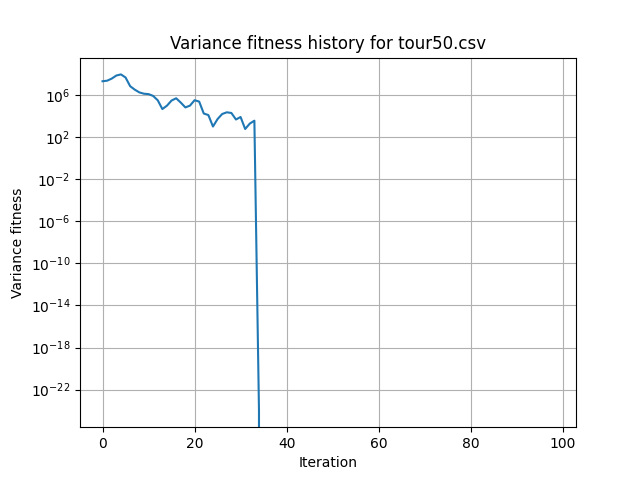 Variance fitness history for tour50.csv
Variance fitness
10^6
10^2
10^−2
10^−6
10^−10
10^−14
10^−18
10^−22
0 20 40 60 80 100
Iteration